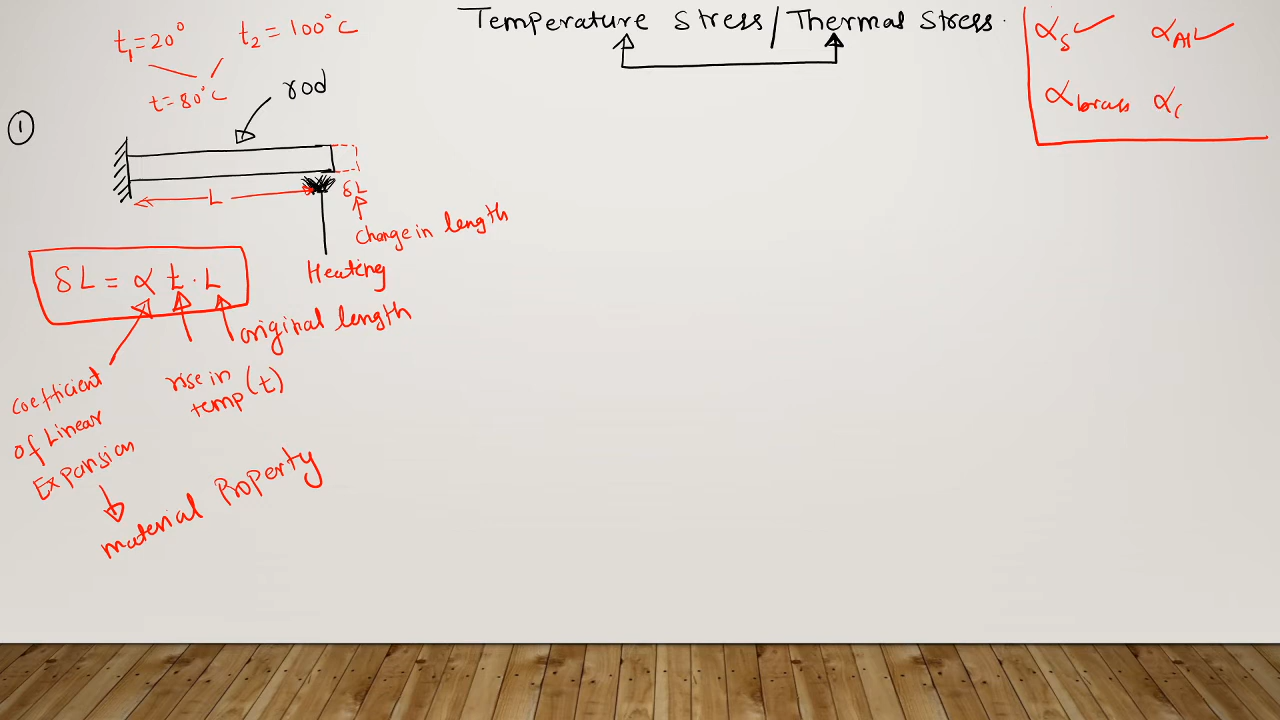 Temperature Stress/Thermal Stress.
t₁=20° t₂=100°C
t=80°C
αS αAl
αbrass α(
①
rod
L
δL
Change in length
Heating
δL = α t · L
original length
rise in temp (t)
Coefficient
of Linear
Expansion
material Property